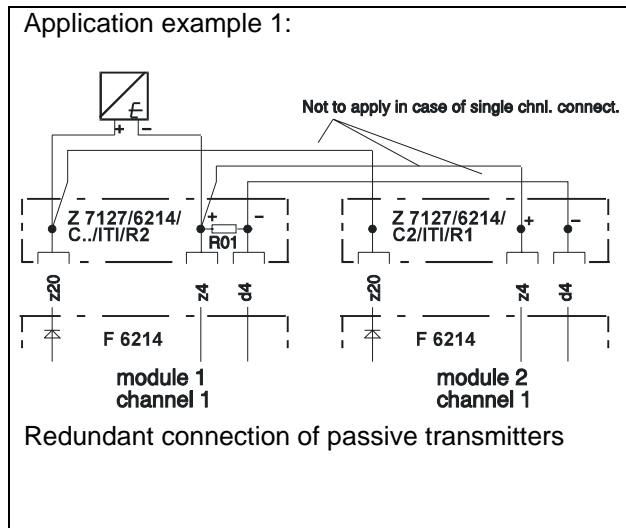 Application example 1:
E
+ −
Not to apply in case of single chnl. connect.
Z 7127/6214/
C../ITI/R2
+ −
R01
Z 7127/6214/
C2/ITI/R1
+ −
z20 z4 d4 z20 z4 d4
F 6214 F 6214
module 1
channel 1
module 2
channel 1
Redundant connection of passive transmitters